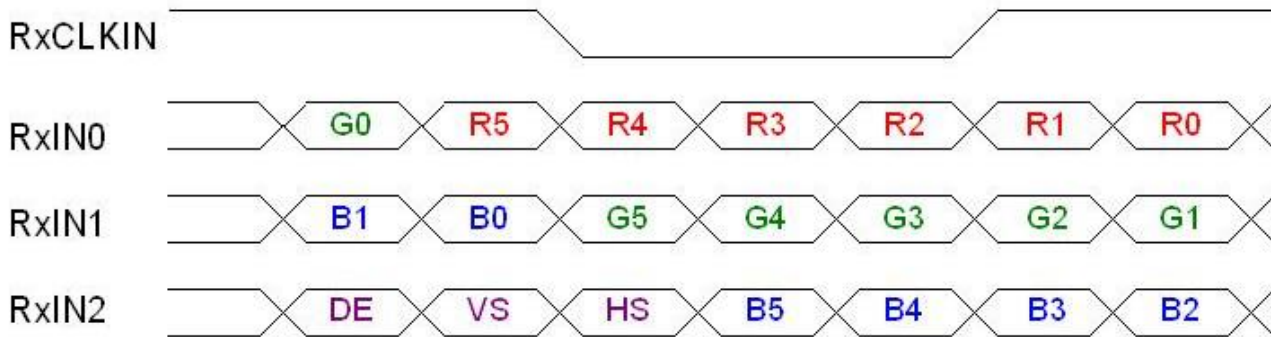 RxCLKIN
RxIN0 G0 R5 R4 R3 R2 R1 R0
RxIN1 B1 B0 G5 G4 G3 G2 G1
RxIN2 DE VS HS B5 B4 B3 B2